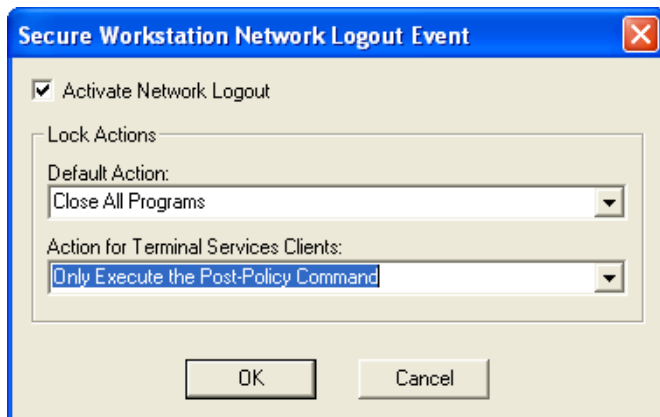 Secure Workstation Network Logout Event
Activate Network Logout
Lock Actions
Default Action:
Close All Programs
Action for Terminal Services Clients:
Only Execute the Post-Policy Command
OK
Cancel